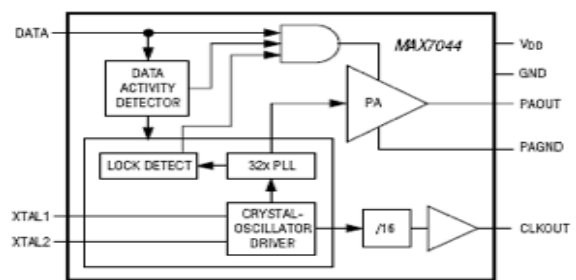 DATA
MAX7044
VDD
GND
DATA
ACTIVITY
DETECTOR
PA
PAOUT
LOCK DETECT
32x PLL
PAGND
XTAL1
XTAL2
CRYSTAL-
OSCILLATOR
DRIVER
/16
CLKOUT